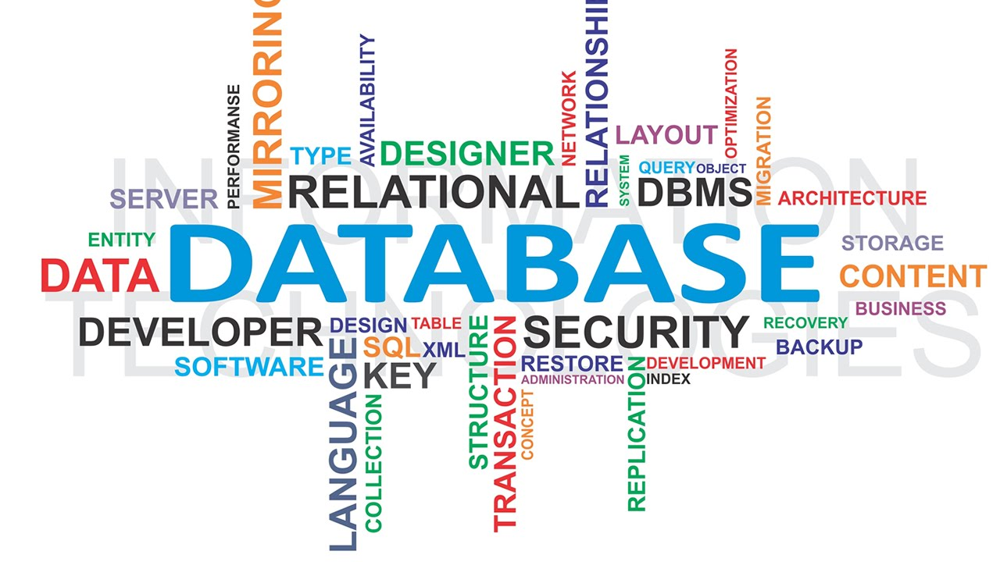 INFORMATION
TECHNOLOGIES
MIRRORING
PERFORMANSE
AVAILABILITY
NETWORK
RELATIONSHI
OPTIMIZATION
MIGRATION
LAYOUT
TYPE
DESIGNER
SYSTEM
QUERY OBJECT
SERVER
RELATIONAL
DBMS
ARCHITECTURE
ENTITY
DATA
DATABASE
STORAGE
CONTENT
BUSINESS
DEVELOPER
DESIGN TABLE
SQL XML
KEY
SOFTWARE
LANGUAGE
COLLECTION
STRUCTURE
TRANSACTION
SECURITY
RECOVERY
BACKUP
RESTORE
ADMINISTRATION
CONCEPT
REPLICATION
DEVELOPMENT
INDEX